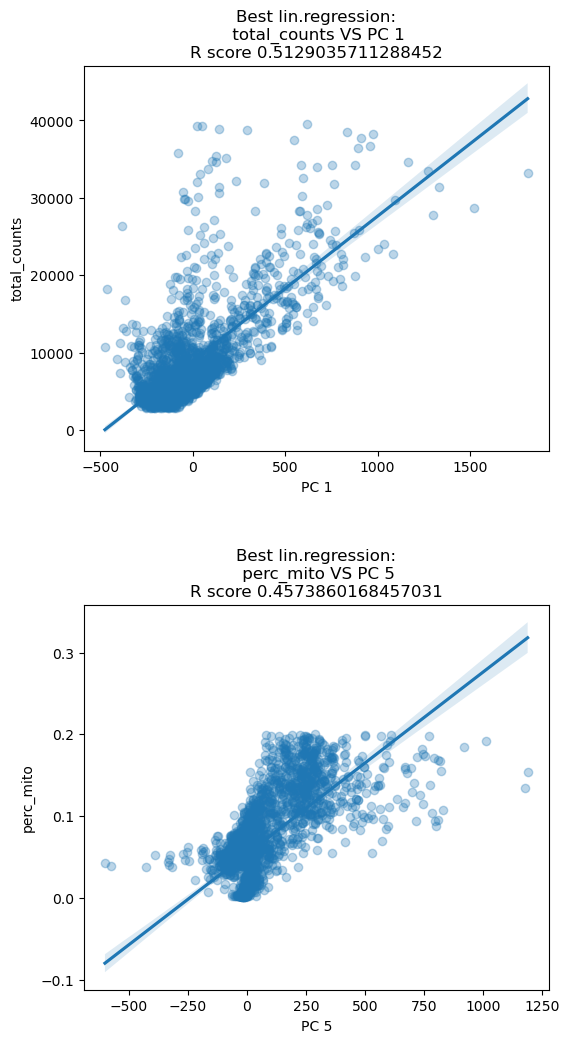 Best lin.regression:
total_counts VS PC 1
R score 0.5129035711288452
40000
30000
20000
10000
0
total_counts
−500
0
500
1000
1500
PC 1
Best lin.regression:
perc_mito VS PC 5
R score 0.4573860168457031
0.3
0.2
0.1
0.0
−0.1
perc_mito
−500
−250
0
250
500
750
1000
1250
PC 5